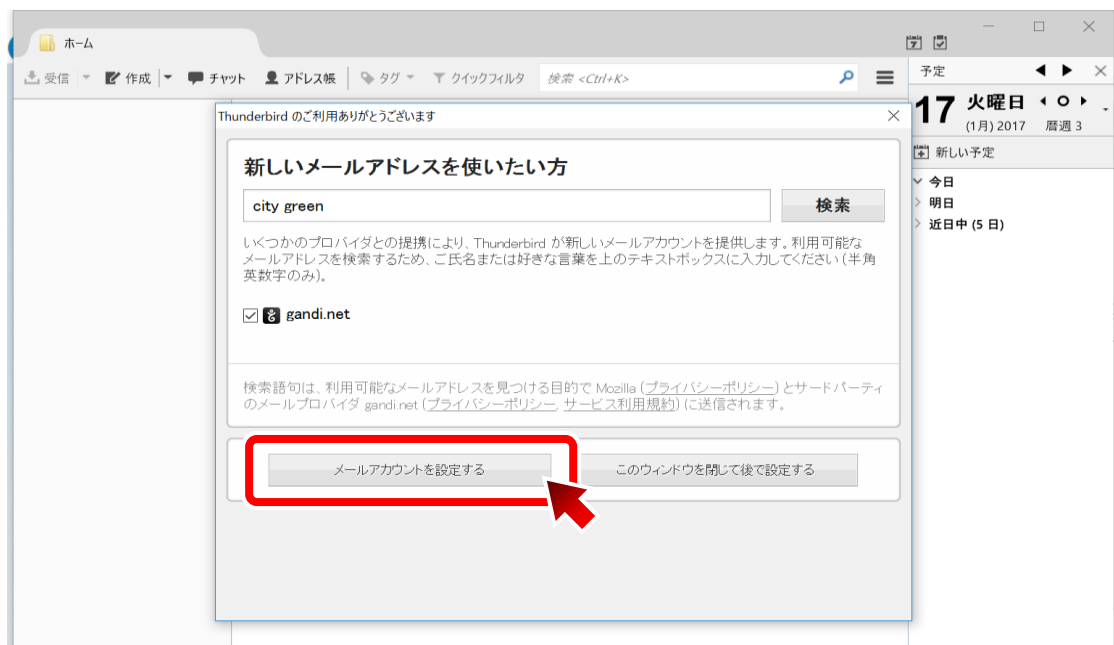 ホーム
受信
作成
チャット
アドレス帳
タグ
クイックフィルタ
検索 <Ctrl+K>
予定
17 火曜日
(1月) 2017 暦週 3
新しい予定
今日
明日
近日中 (5 日)
Thunderbird のご利用ありがとうございます
新しいメールアドレスを使いたい方
city green
検索
いくつかのプロバイダとの提携により、Thunderbird が新しいメールアカウントを提供します。利用可能な
メールアドレスを検索するため、ご氏名または好きな言葉を上のテキストボックスに入力してください (半角
英数字のみ)。
gandi.net
検索語句は、利用可能なメールアドレスを見つける目的で Mozilla (プライバシーポリシー) とサードパーティ
のメールプロバイダ gandi.net (プライバシーポリシー, サービス利用規約) に送信されます。
メールアカウントを設定する
このウィンドウを閉じて後で設定する